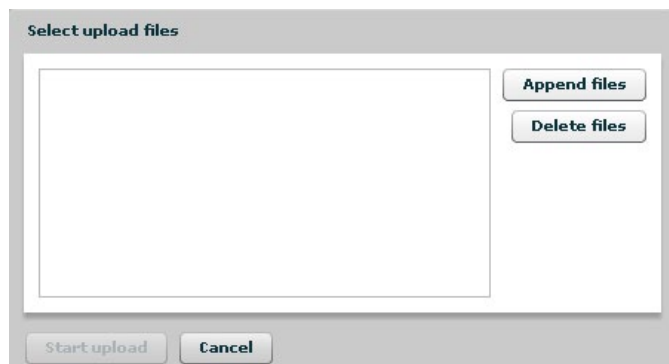 Select upload files
Append files
Delete files
Start upload
Cancel